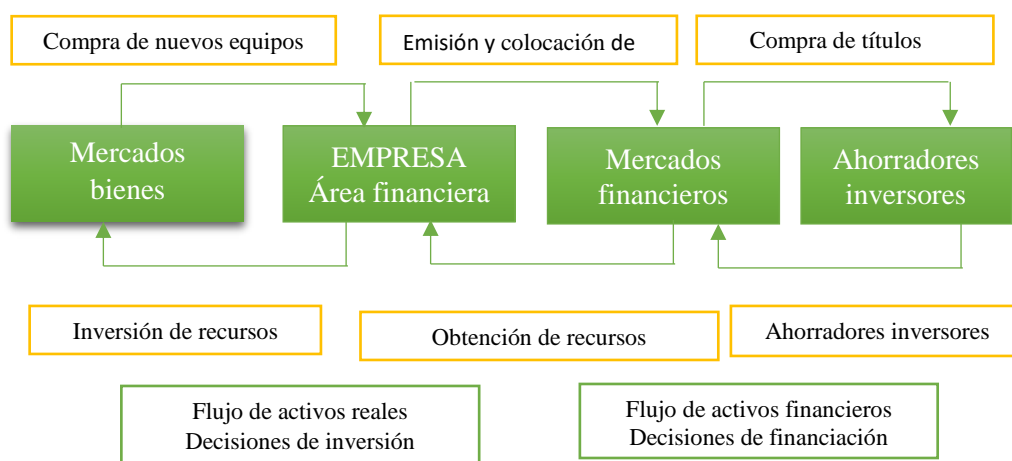 Compra de nuevos equipos
Emisión y colocación de
Compra de títulos
Mercados
bienes
EMPRESA
Área financiera
Mercados
financieros
Ahorradores
inversores
Inversión de recursos
Obtención de recursos
Ahorradores inversores
Flujo de activos reales
Decisiones de inversión
Flujo de activos financieros
Decisiones de financiación